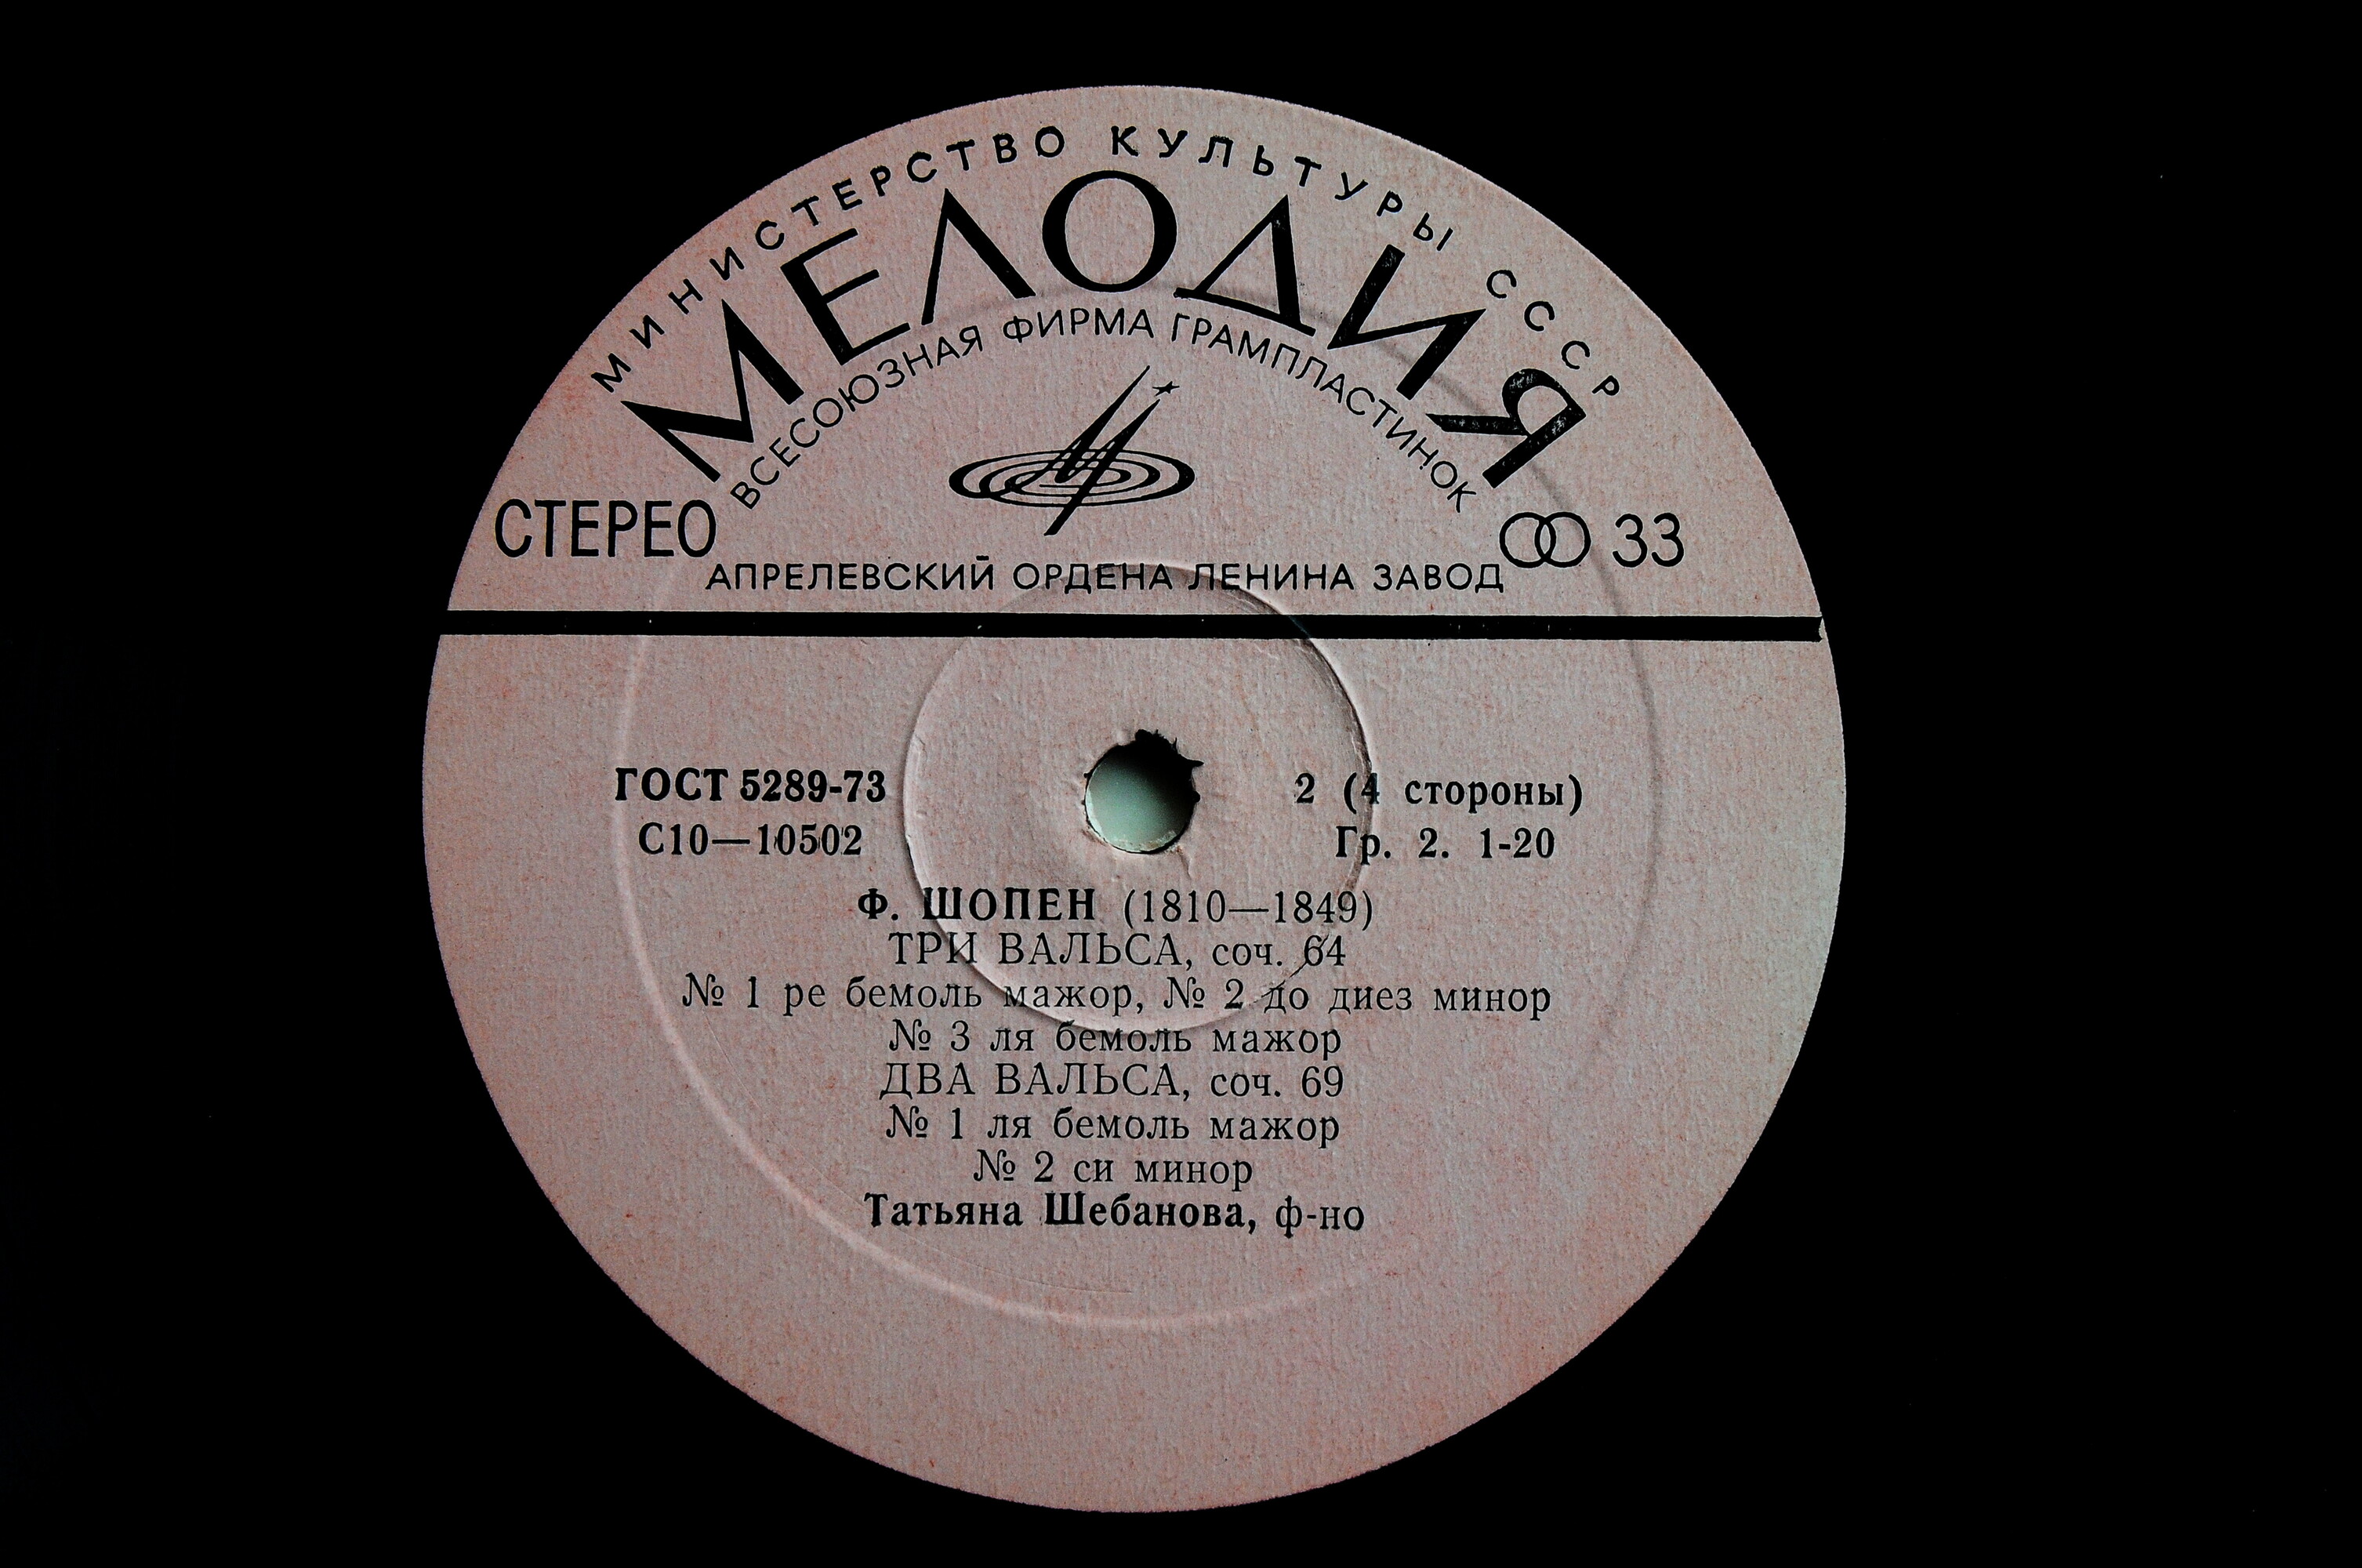 МИНИСТЕРСТВО КУЛЬТУРЫ СССР
МЕЛОДИЯ
ВСЕСОЮЗНАЯ ФИРМА ГРАМПЛАСТИНОК
СТЕРЕО
33
АПРЕЛЕВСКИЙ ОРДЕНА ЛЕНИНА ЗАВОД
ГОСТ 5289-73
2 (4 стороны)
С10—10502
Гр. 2. 1-20
Ф. ШОПЕН (1810—1849)
ТРИ ВАЛЬСА, соч. 64
№ 1 ре бемоль мажор, № 2 до диез минор
№ 3 ля бемоль мажор
ДВА ВАЛЬСА, соч. 69
№ 1 ля бемоль мажор
№ 2 си минор
Татьяна Шебанова, ф-но